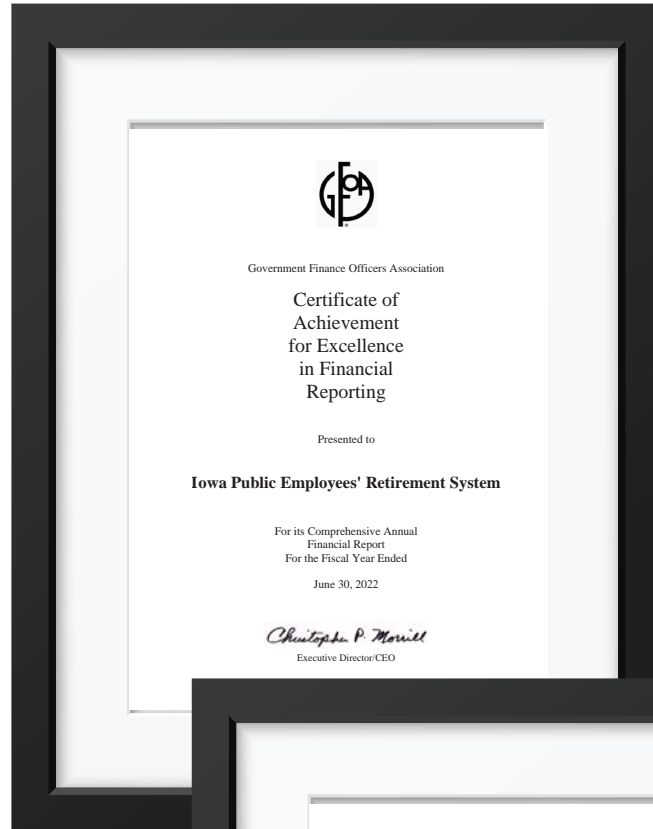 GFOA
Government Finance Officers Association
Certificate of
Achievement
for Excellence
in Financial
Reporting
Presented to
Iowa Public Employees' Retirement System
For its Comprehensive Annual
Financial Report
For the Fiscal Year Ended
June 30, 2022
Christopher P. Morrill
Executive Director/CEO